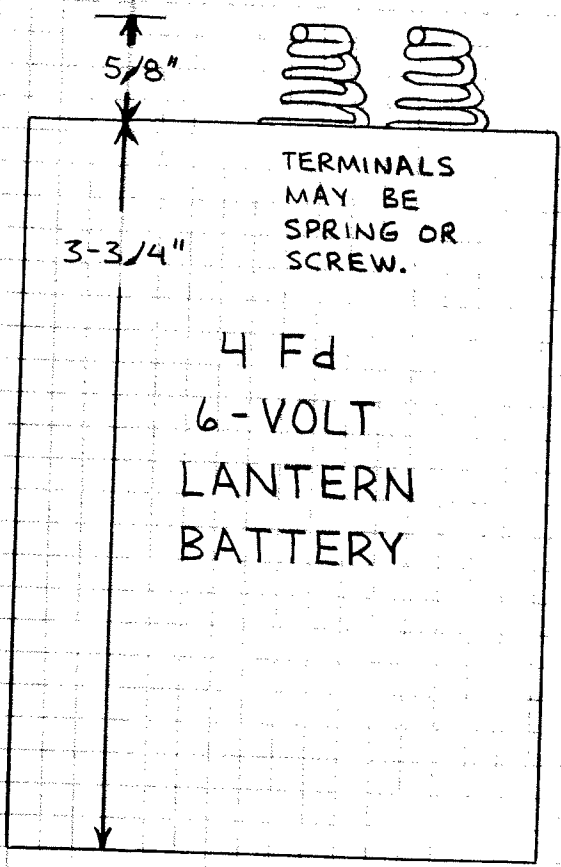 5/8"
3-3/4"
TERMINALS
MAY BE
SPRING OR
SCREW.
4 Fd
6-VOLT
LANTERN
BATTERY